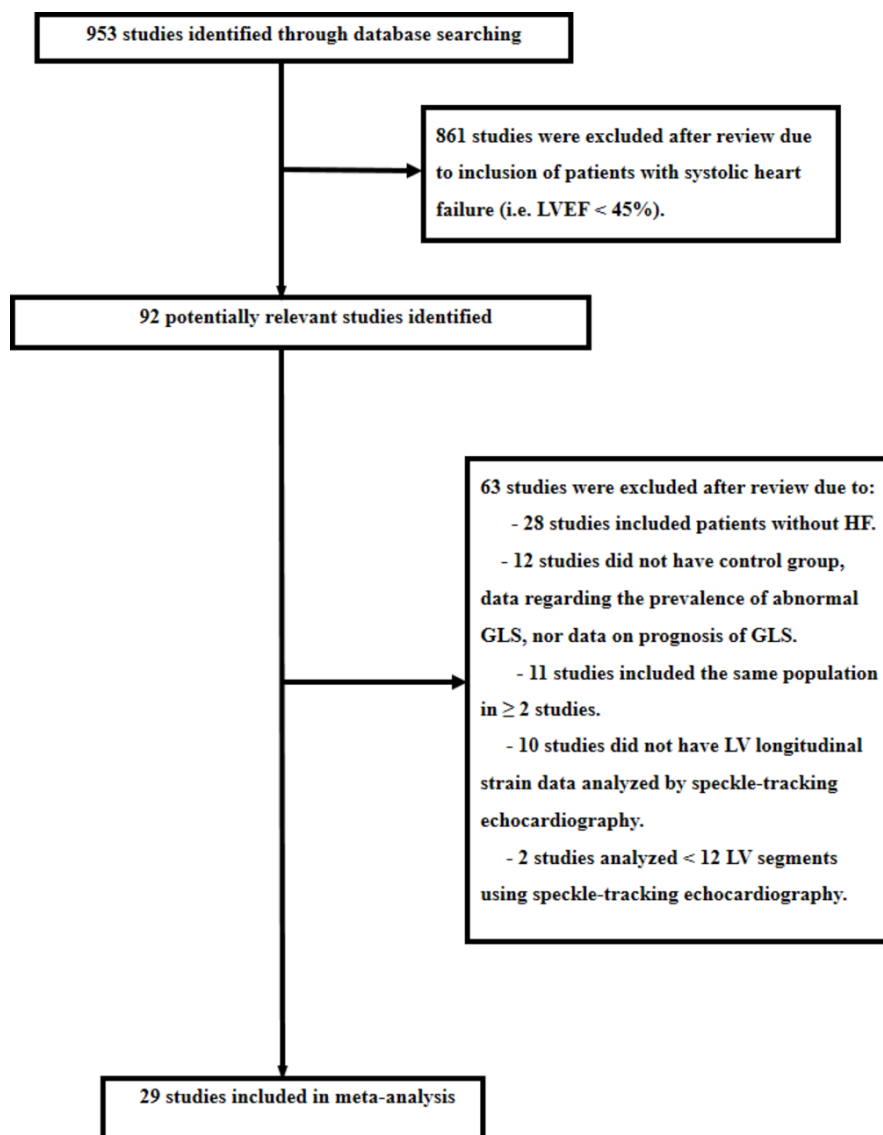 953 studies identified through database searching
861 studies were excluded after review due
to inclusion of patients with systolic heart
failure (i.e. LVEF < 45%).
92 potentially relevant studies identified
63 studies were excluded after review due to:
- 28 studies included patients without HF.
- 12 studies did not have control group,
data regarding the prevalence of abnormal
GLS, nor data on prognosis of GLS.
- 11 studies included the same population
in ≥ 2 studies.
- 10 studies did not have LV longitudinal
strain data analyzed by speckle-tracking
echocardiography.
- 2 studies analyzed < 12 LV segments
using speckle-tracking echocardiography.
29 studies included in meta-analysis